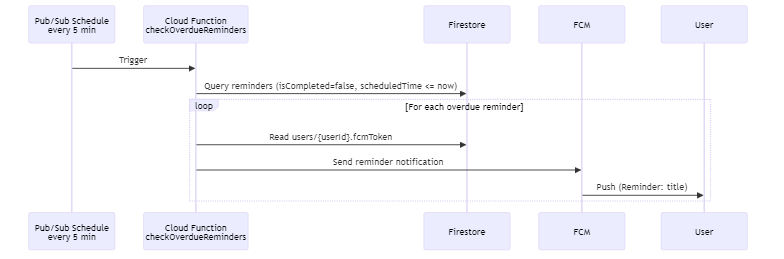 Pub/Sub Schedule
every 5 min
Cloud Function
checkOverdueReminders
Firestore
FCM
User
Trigger
Query reminders (isCompleted=false, scheduledTime <= now)
loop
[For each overdue reminder]
Read users/{userId}.fcmToken
Send reminder notification
Push (Reminder: title)
Pub/Sub Schedule
every 5 min
Cloud Function
checkOverdueReminders
Firestore
FCM
User